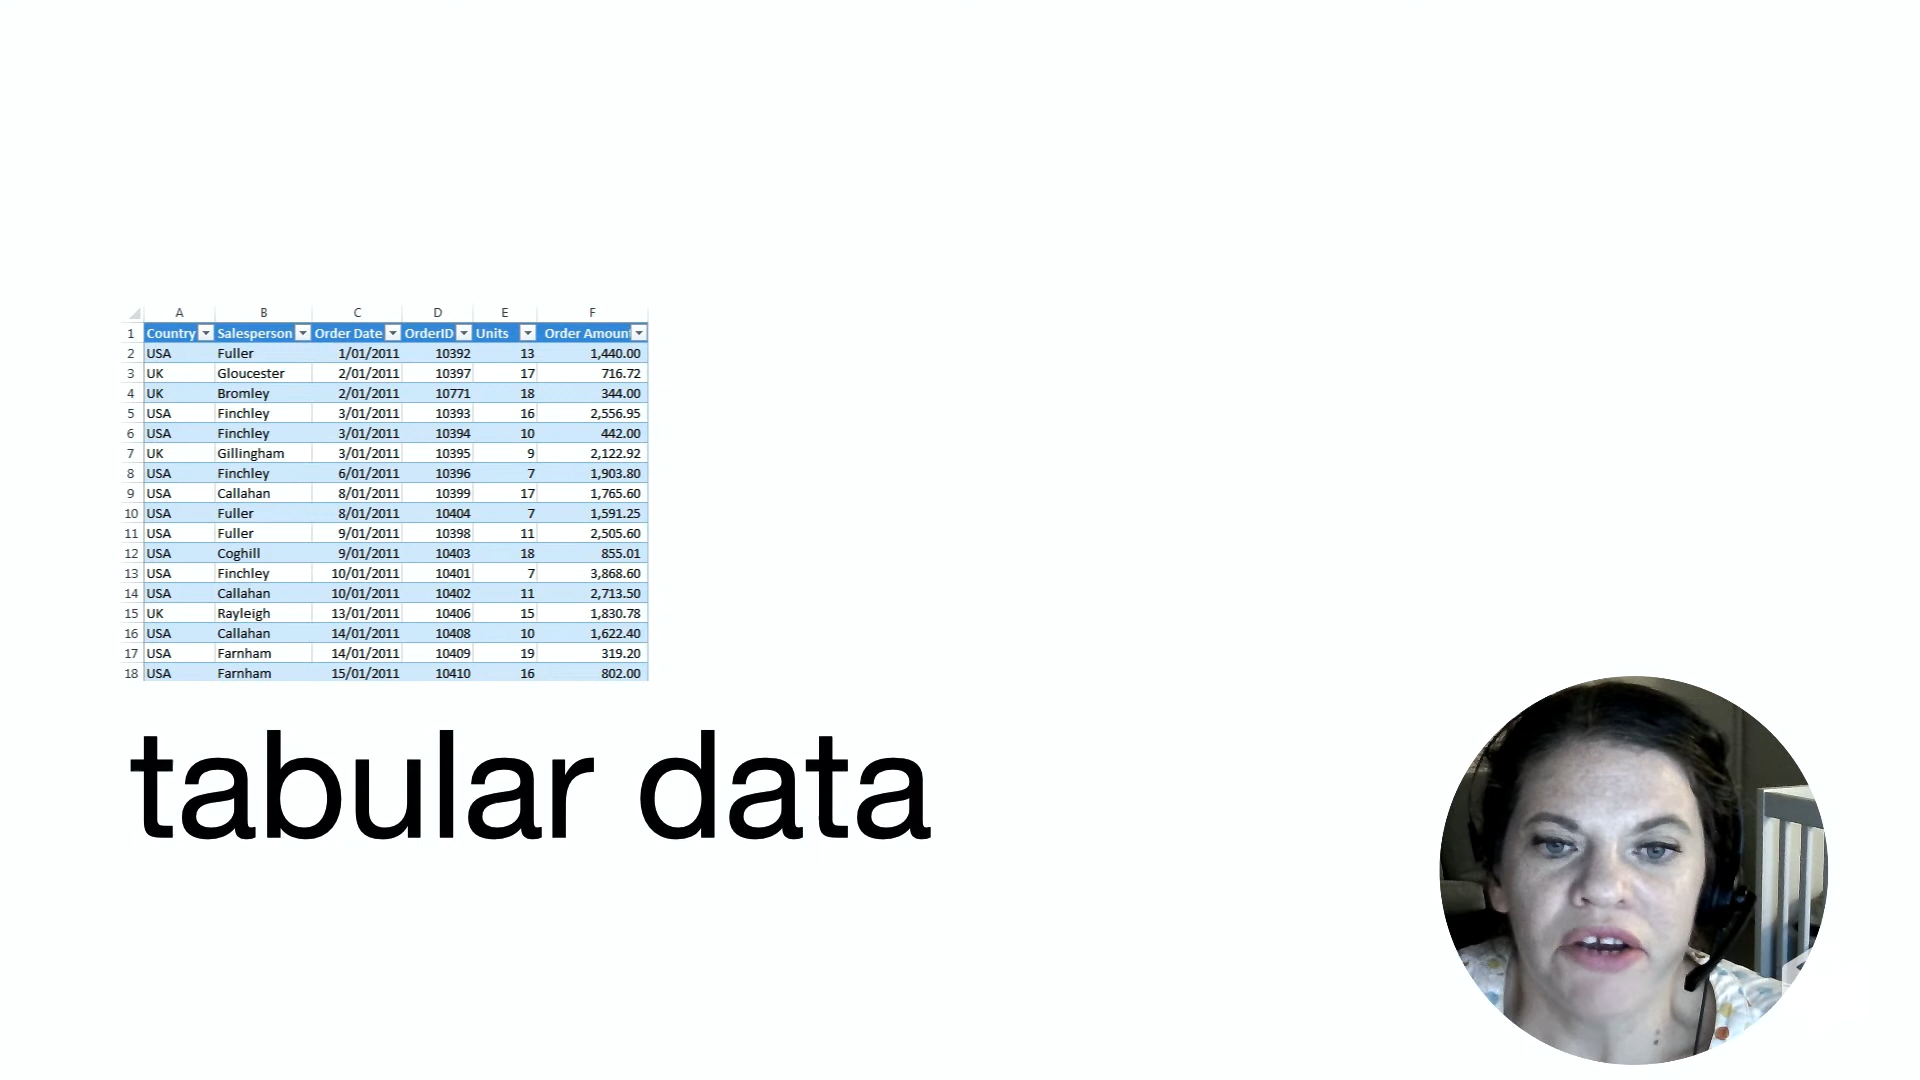 A B C D E F
1 Country Salesperson Order Date OrderID Units Order Amoun
2 USA Fuller 1/01/2011 10392 13 1,440.00
3 UK Gloucester 2/01/2011 10397 17 716.72
4 UK Bromley 2/01/2011 10771 18 344.00
5 USA Finchley 3/01/2011 10393 16 2,556.95
6 USA Finchley 3/01/2011 10394 10 442.00
7 UK Gillingham 3/01/2011 10395 9 2,122.92
8 USA Finchley 6/01/2011 10396 7 1,903.80
9 USA Callahan 8/01/2011 10399 17 1,765.60
10 USA Fuller 8/01/2011 10404 7 1,591.25
11 USA Fuller 9/01/2011 10398 11 2,505.60
12 USA Coghill 9/01/2011 10403 18 855.01
13 USA Finchley 10/01/2011 10401 7 3,868.60
14 USA Callahan 10/01/2011 10402 11 2,713.50
15 UK Rayleigh 13/01/2011 10406 15 1,830.78
16 USA Callahan 14/01/2011 10408 10 1,622.40
17 USA Farnham 14/01/2011 10409 19 319.20
18 USA Farnham 15/01/2011 10410 16 802.00
tabular data